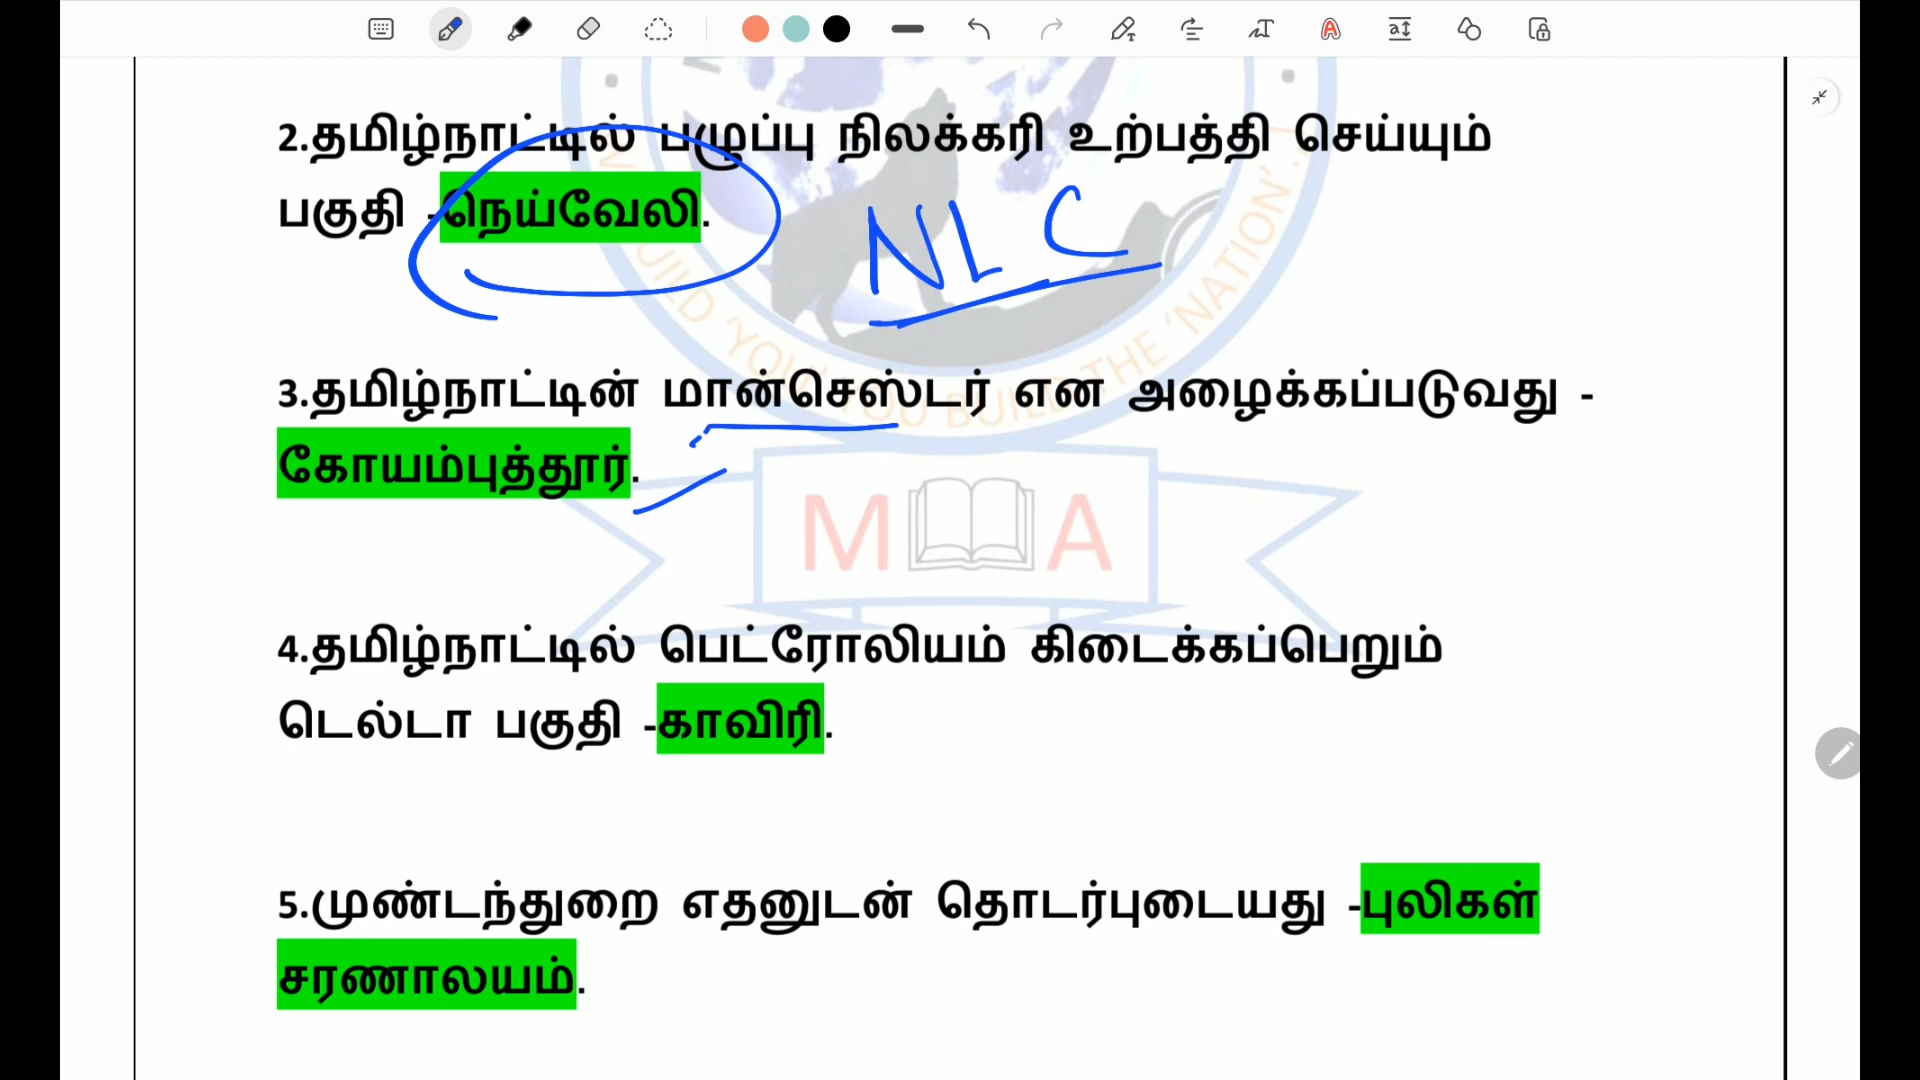 2.தமிழ்நாட்டில் பழுப்பு நிலக்கரி உற்பத்தி செய்யும்
பகுதி -நெய்வேலி.
NLC
3.தமிழ்நாட்டின் மான்செஸ்டர் என அழைக்கப்படுவது -
கோயம்புத்தூர்.
M A
4.தமிழ்நாட்டில் பெட்ரோலியம் கிடைக்கப்பெறும்
டெல்டா பகுதி -காவிரி.
5.முண்டந்துறை எதனுடன் தொடர்புடையது -புலிகள்
சரணாலயம்.